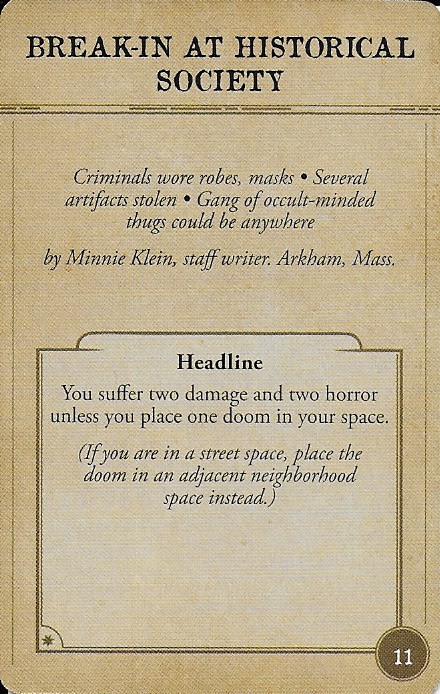 BREAK-IN AT HISTORICAL
SOCIETY
Criminals wore robes, masks • Several
artifacts stolen • Gang of occult-minded
thugs could be anywhere
by Minnie Klein, staff writer. Arkham, Mass.
Headline
You suffer two damage and two horror
unless you place one doom in your space.
(If you are in a street space, place the
doom in an adjacent neighborhood
space instead.)
11